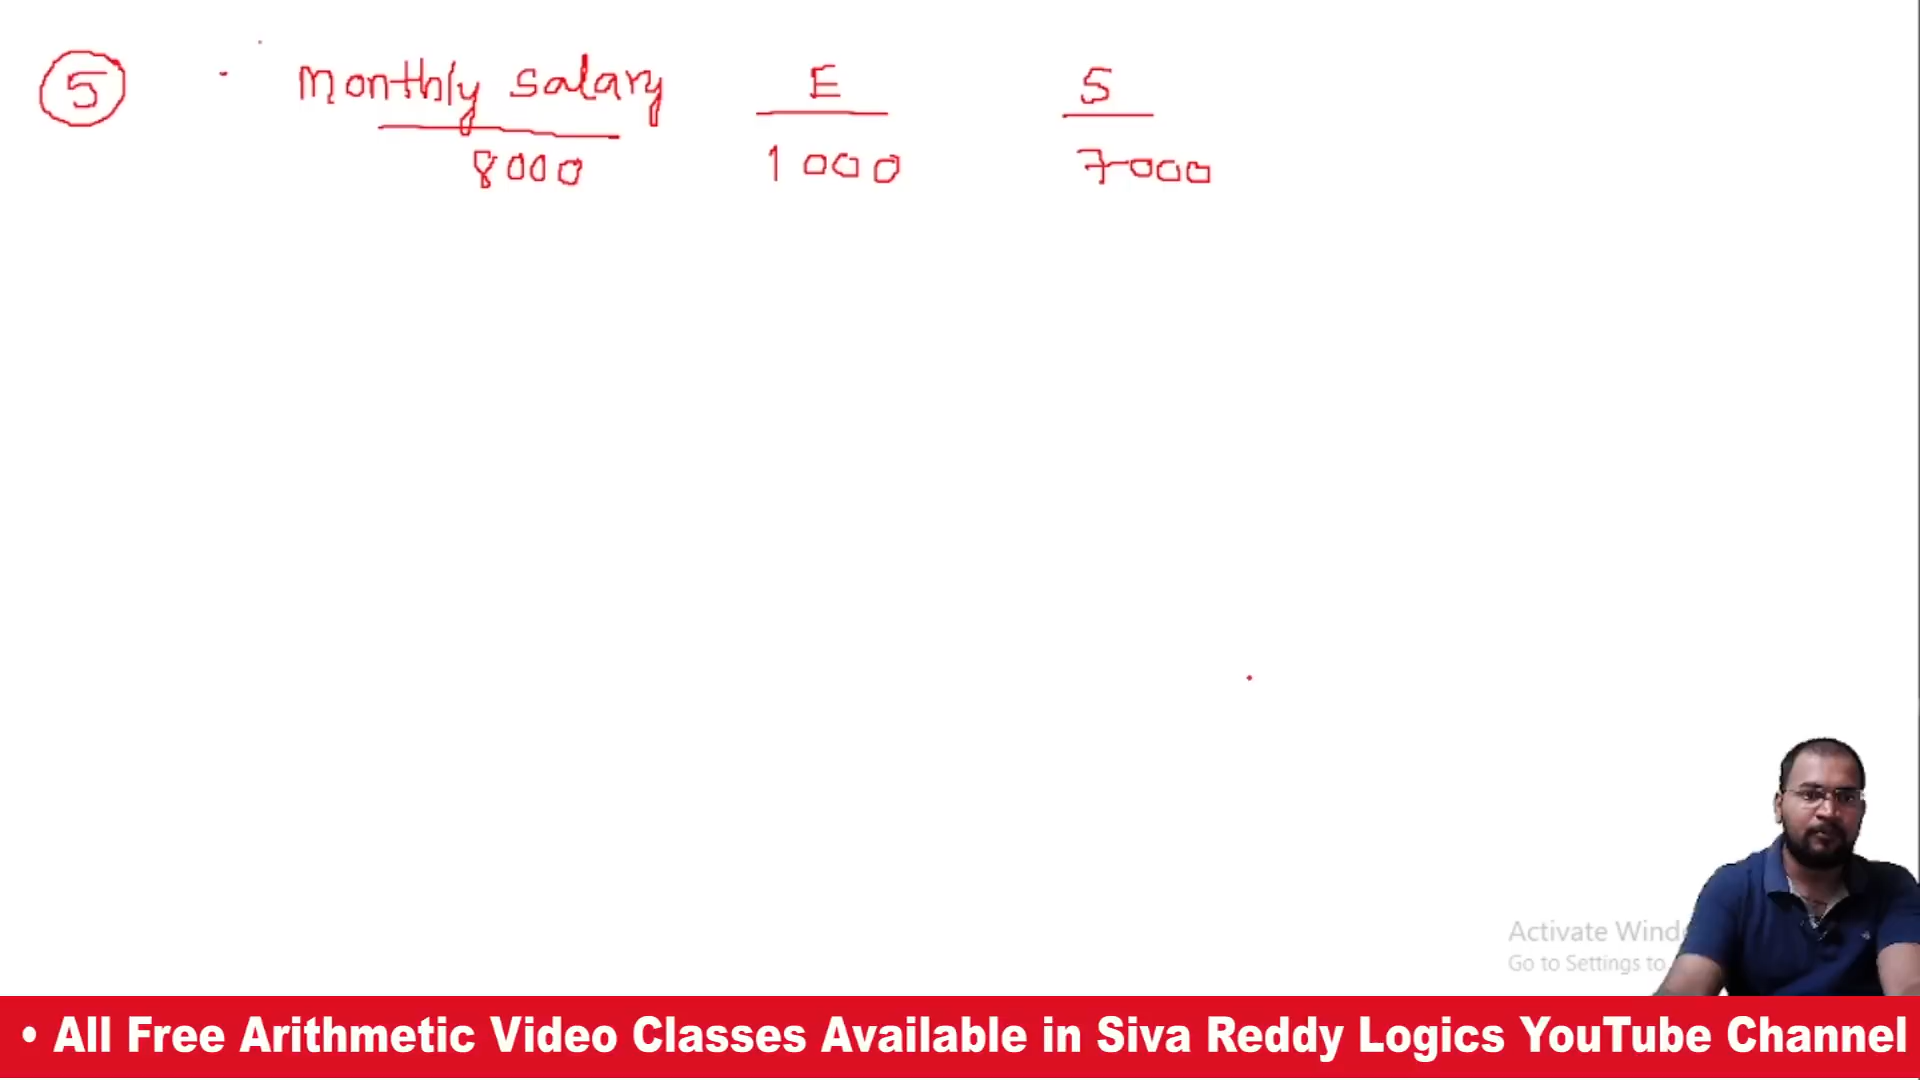 5 Monthly salary E S
8000 1000 7000
Activate Wind
Go to Settings to
• All Free Arithmetic Video Classes Available in Siva Reddy Logics YouTube Channel